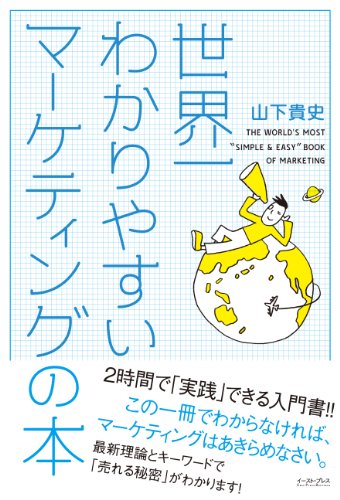 世界一
わかりやすい
マーケティングの本
山下貴史
THE WORLD'S MOST
"SIMPLE & EASY" BOOK
OF MARKETING
2時間で「実践」できる入門書!!
この一冊でわからなければ、
マーケティングはあきらめなさい。
最新理論とキーワードで
「売れる秘密」がわかります!
イースト・プレス